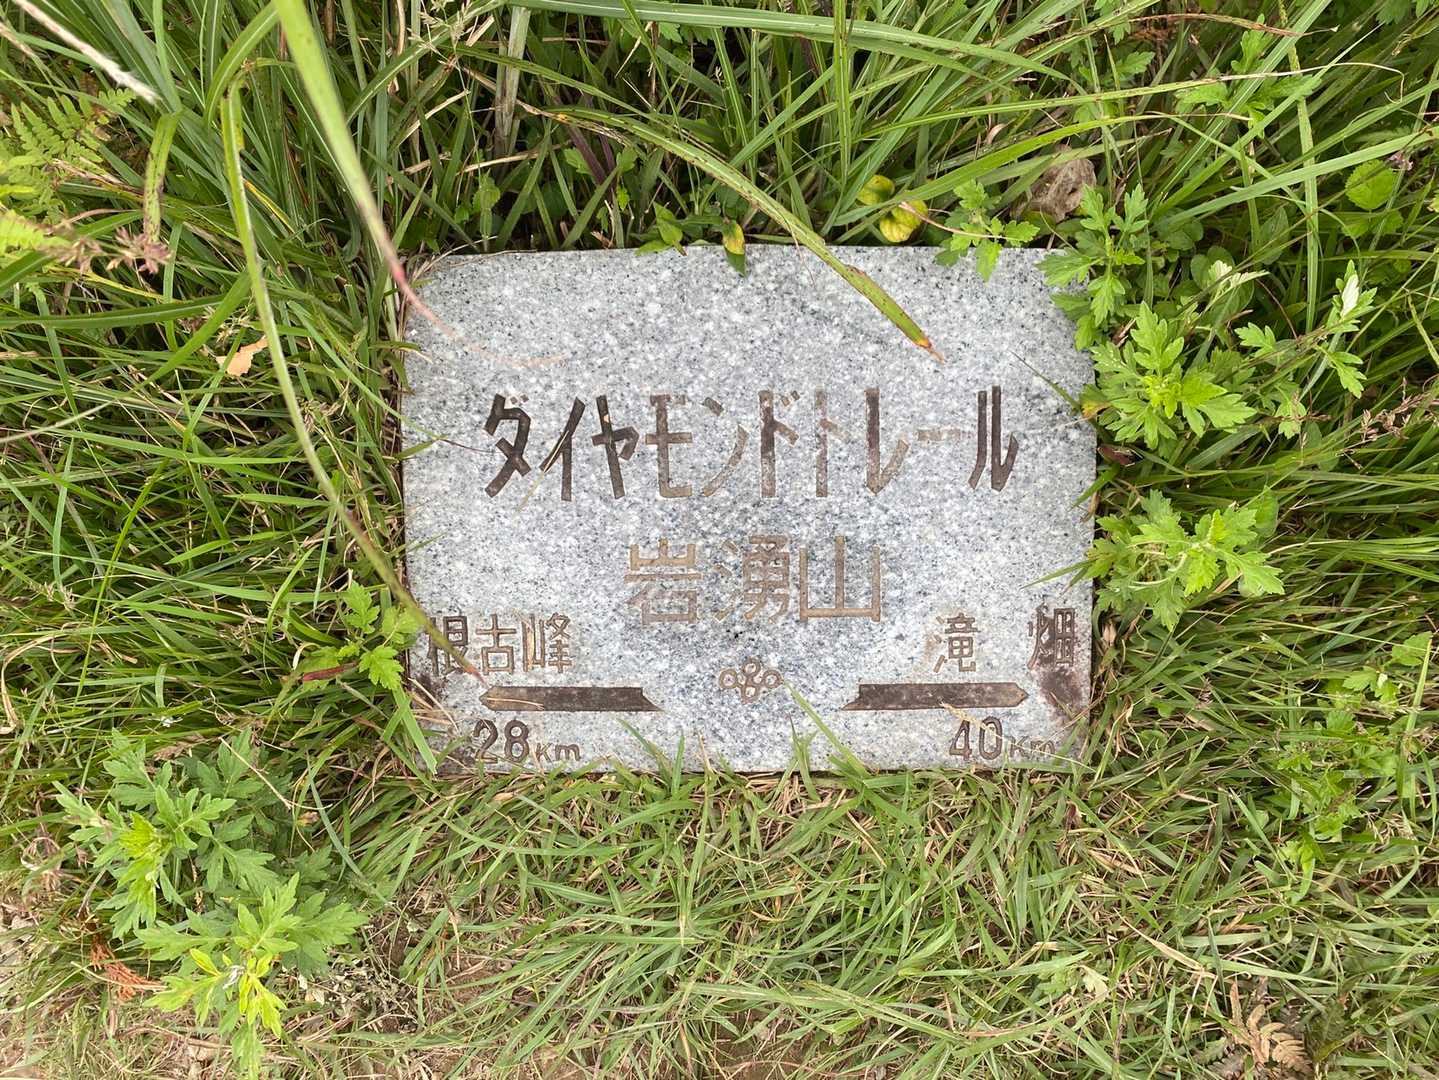 ダイヤモンドトレール
岩湧山
根古峰 滝畑
28Km 40Km